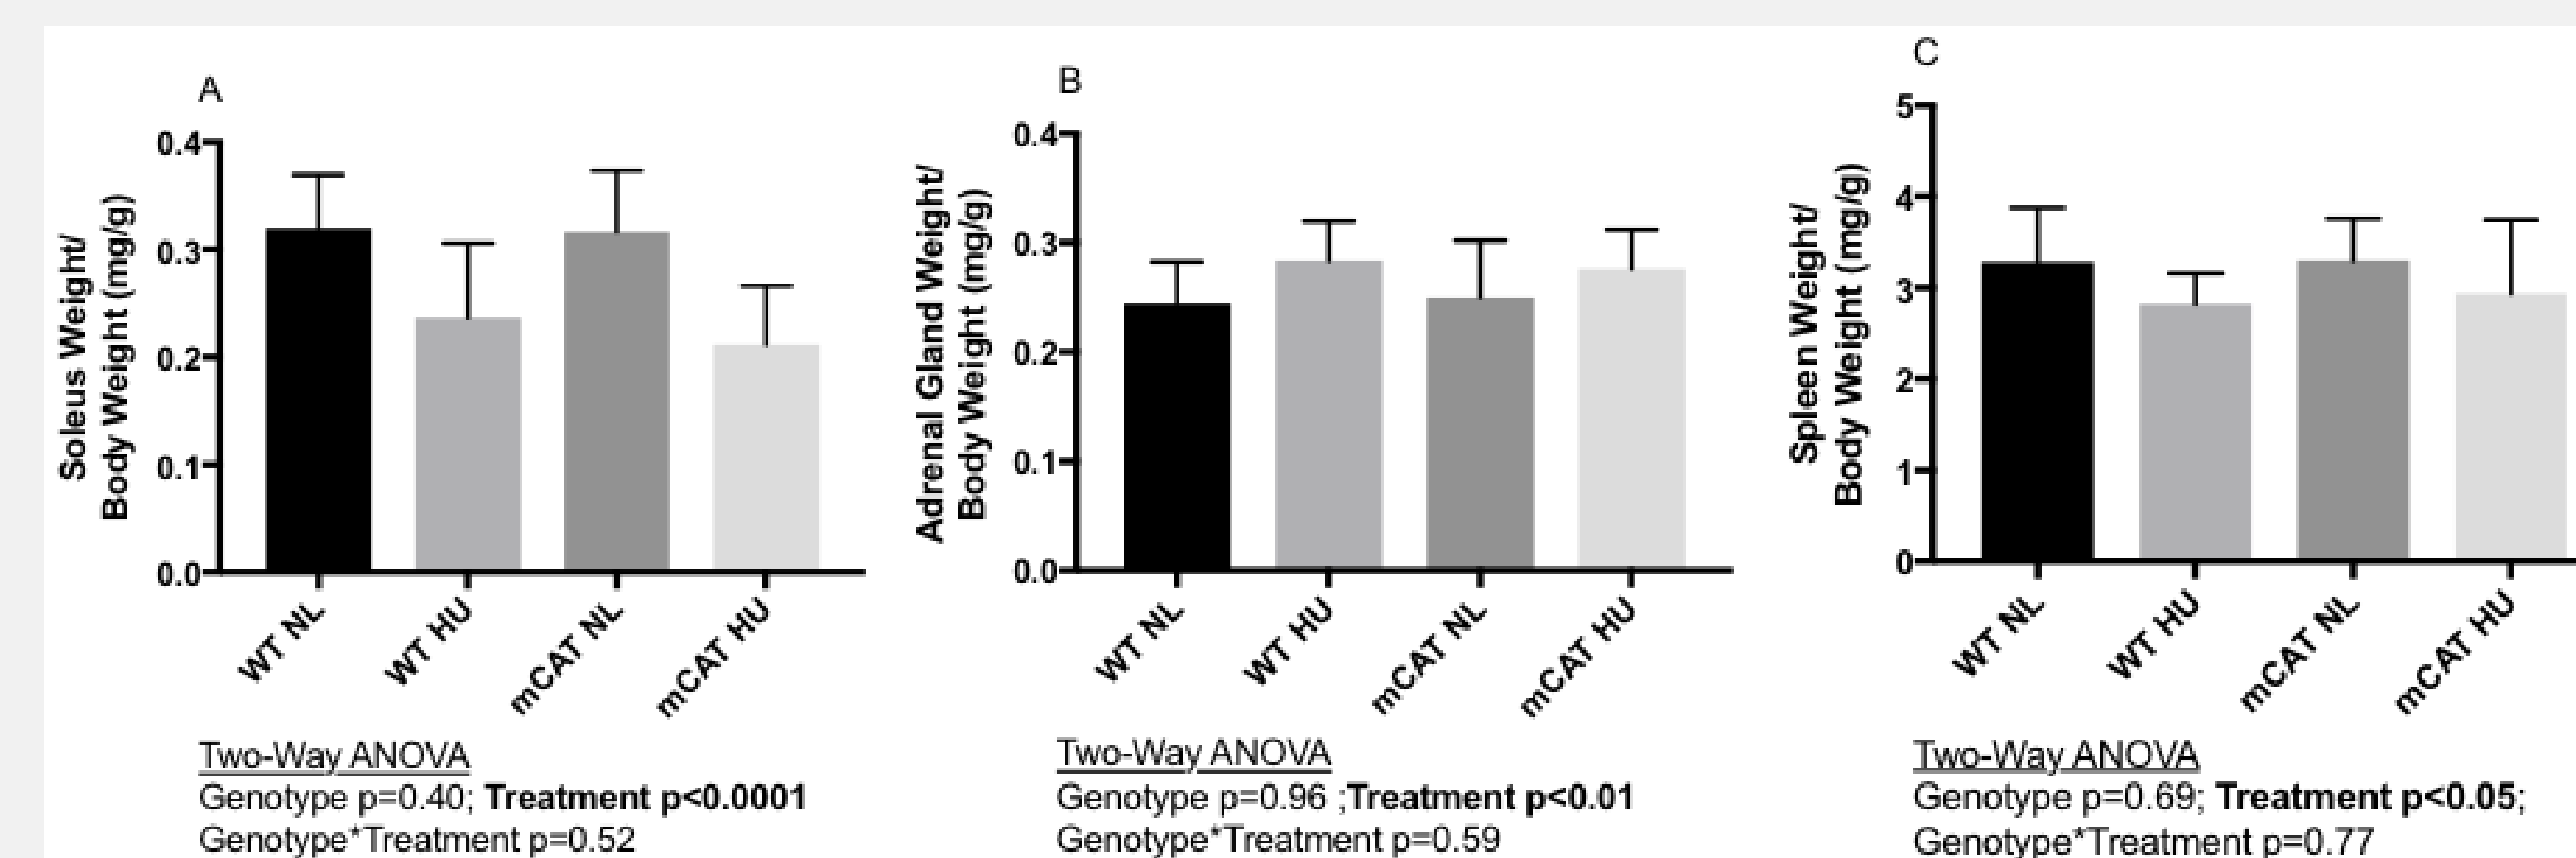 A
Soleus Weight/
Body Weight (mg/g)
0.4
0.3
0.2
0.1
0.0
WT NL
WT HU
mCAT NL
mCAT HU
Two-Way ANOVA
Genotype p=0.40; Treatment p<0.0001
Genotype*Treatment p=0.52
B
Adrenal Gland Weight/
Body Weight (mg/g)
0.4
0.3
0.2
0.1
0.0
WT NL
WT HU
mCAT NL
mCAT HU
Two-Way ANOVA
Genotype p=0.96 ;Treatment p<0.01
Genotype*Treatment p=0.59
C
Spleen Weight/
Body Weight (mg/g)
5
4
3
2
1
0
WT NL
WT HU
mCAT NL
mCAT HU
Two-Way ANOVA
Genotype p=0.69; Treatment p<0.05;
Genotype*Treatment p=0.77